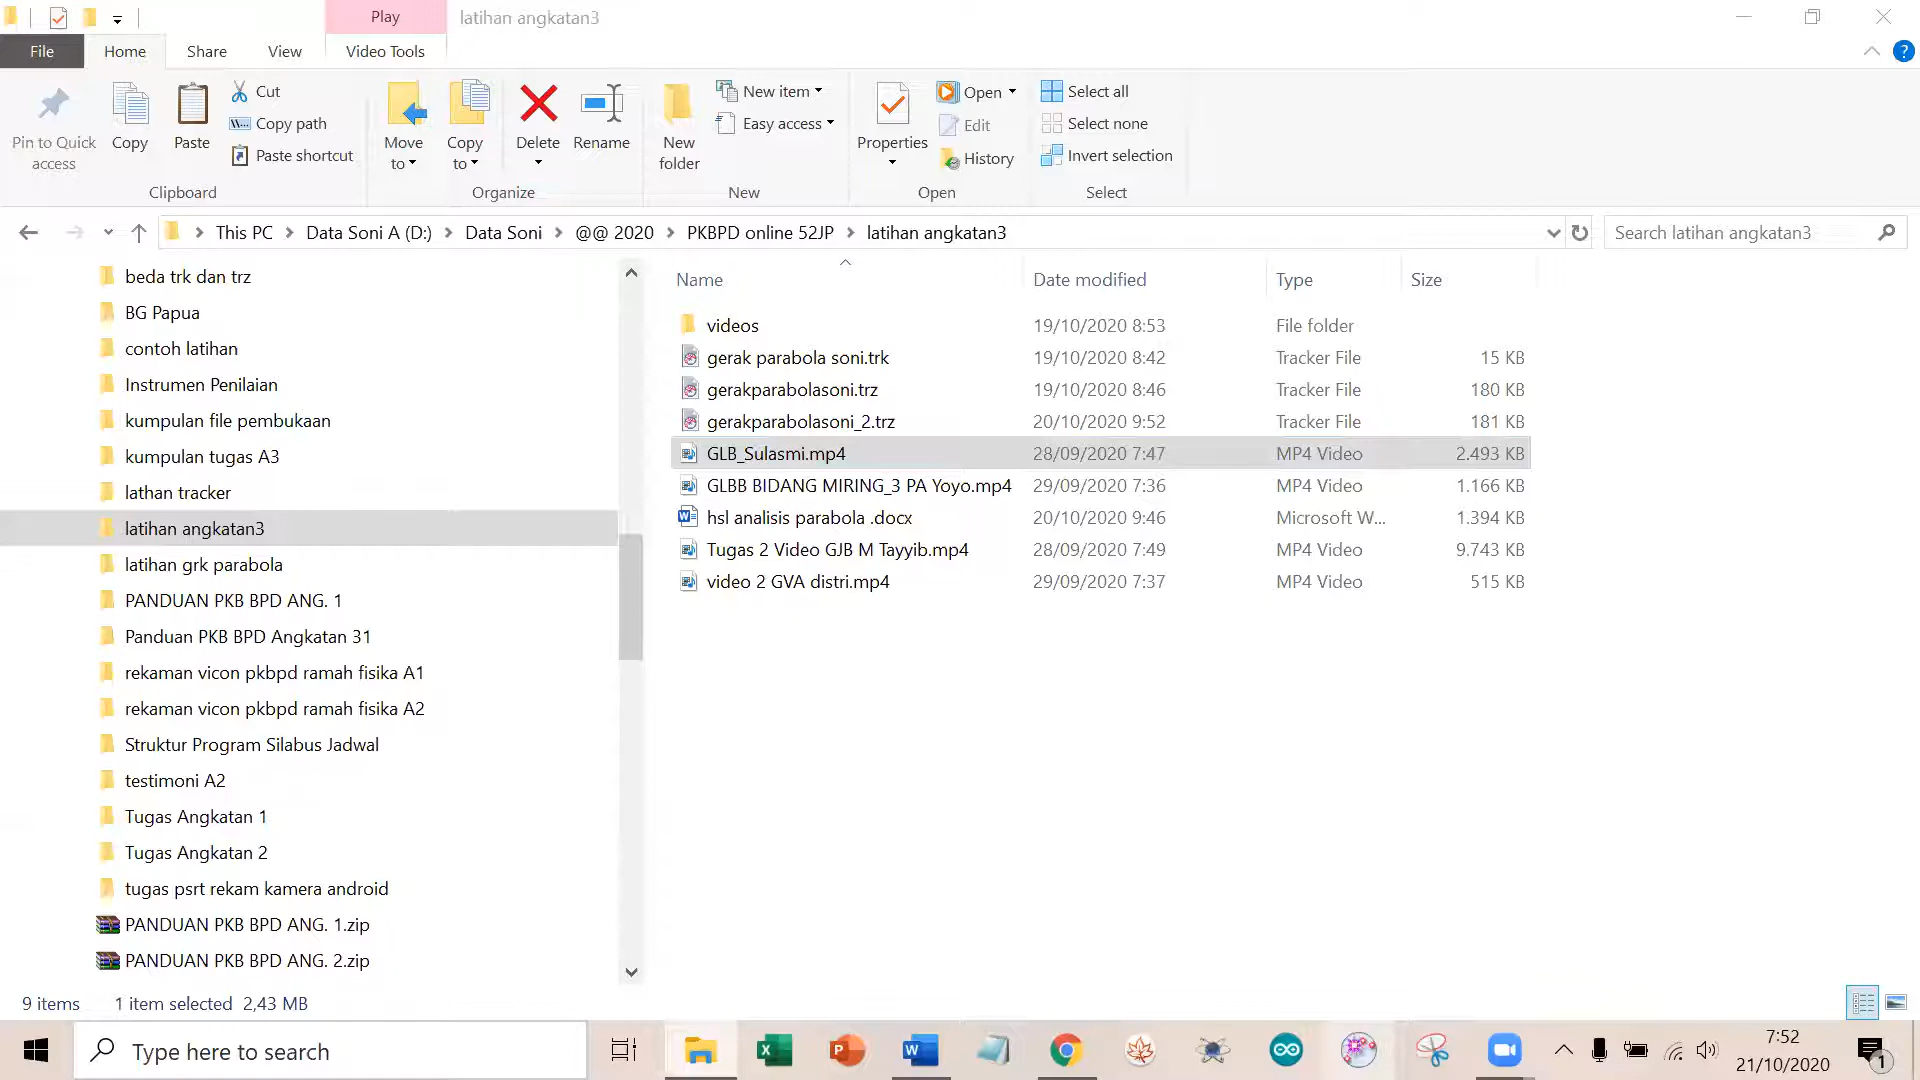 Play
latihan angkatan3
File
Home
Share
View
Video Tools
Pin to Quick access
Copy
Paste
Cut
Copy path
Paste shortcut
Clipboard
Move to
Copy to
Delete
Rename
Organize
New folder
New item
Easy access
New
Properties
Open
Edit
History
Open
Select all
Select none
Invert selection
Select
This PC > Data Soni A (D:) > Data Soni > @@ 2020 > PKBPD online 52JP > latihan angkatan3
Search latihan angkatan3
beda trk dan trz
BG Papua
contoh latihan
Instrumen Penilaian
kumpulan file pembukaan
kumpulan tugas A3
lathan tracker
latihan angkatan3
latihan grk parabola
PANDUAN PKB BPD ANG. 1
Panduan PKB BPD Angkatan 31
rekaman vicon pkbpd ramah fisika A1
rekaman vicon pkbpd ramah fisika A2
Struktur Program Silabus Jadwal
testimoni A2
Tugas Angkatan 1
Tugas Angkatan 2
tugas psrt rekam kamera android
PANDUAN PKB BPD ANG. 1.zip
PANDUAN PKB BPD ANG. 2.zip
Name Date modified Type Size
videos 19/10/2020 8:53 File folder
gerak parabola soni.trk 19/10/2020 8:42 Tracker File 15 KB
gerakparabolasoni.trz 19/10/2020 8:46 Tracker File 180 KB
gerakparabolasoni_2.trz 20/10/2020 9:52 Tracker File 181 KB
GLB_Sulasmi.mp4 28/09/2020 7:47 MP4 Video 2.493 KB
GLBB BIDANG MIRING_3 PA Yoyo.mp4 29/09/2020 7:36 MP4 Video 1.166 KB
hsl analisis parabola .docx 20/10/2020 9:46 Microsoft W... 1.394 KB
Tugas 2 Video GJB M Tayyib.mp4 28/09/2020 7:49 MP4 Video 9.743 KB
video 2 GVA distri.mp4 29/09/2020 7:37 MP4 Video 515 KB
9 items 1 item selected 2,43 MB
Type here to search
7:52
21/10/2020
1